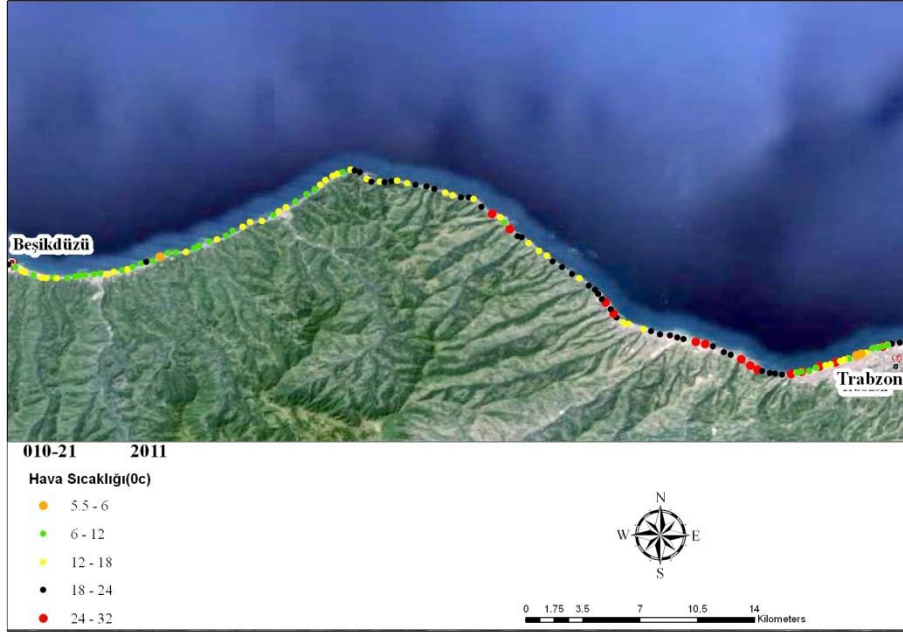 Beşikdüzü
Trabzon
010-21 2011
Hava Sıcaklığı(0c)
5.5 - 6
6 - 12
12 - 18
18 - 24
24 - 32
N
W E
S
0 1.75 3.5 7 10.5 14
Kilometers